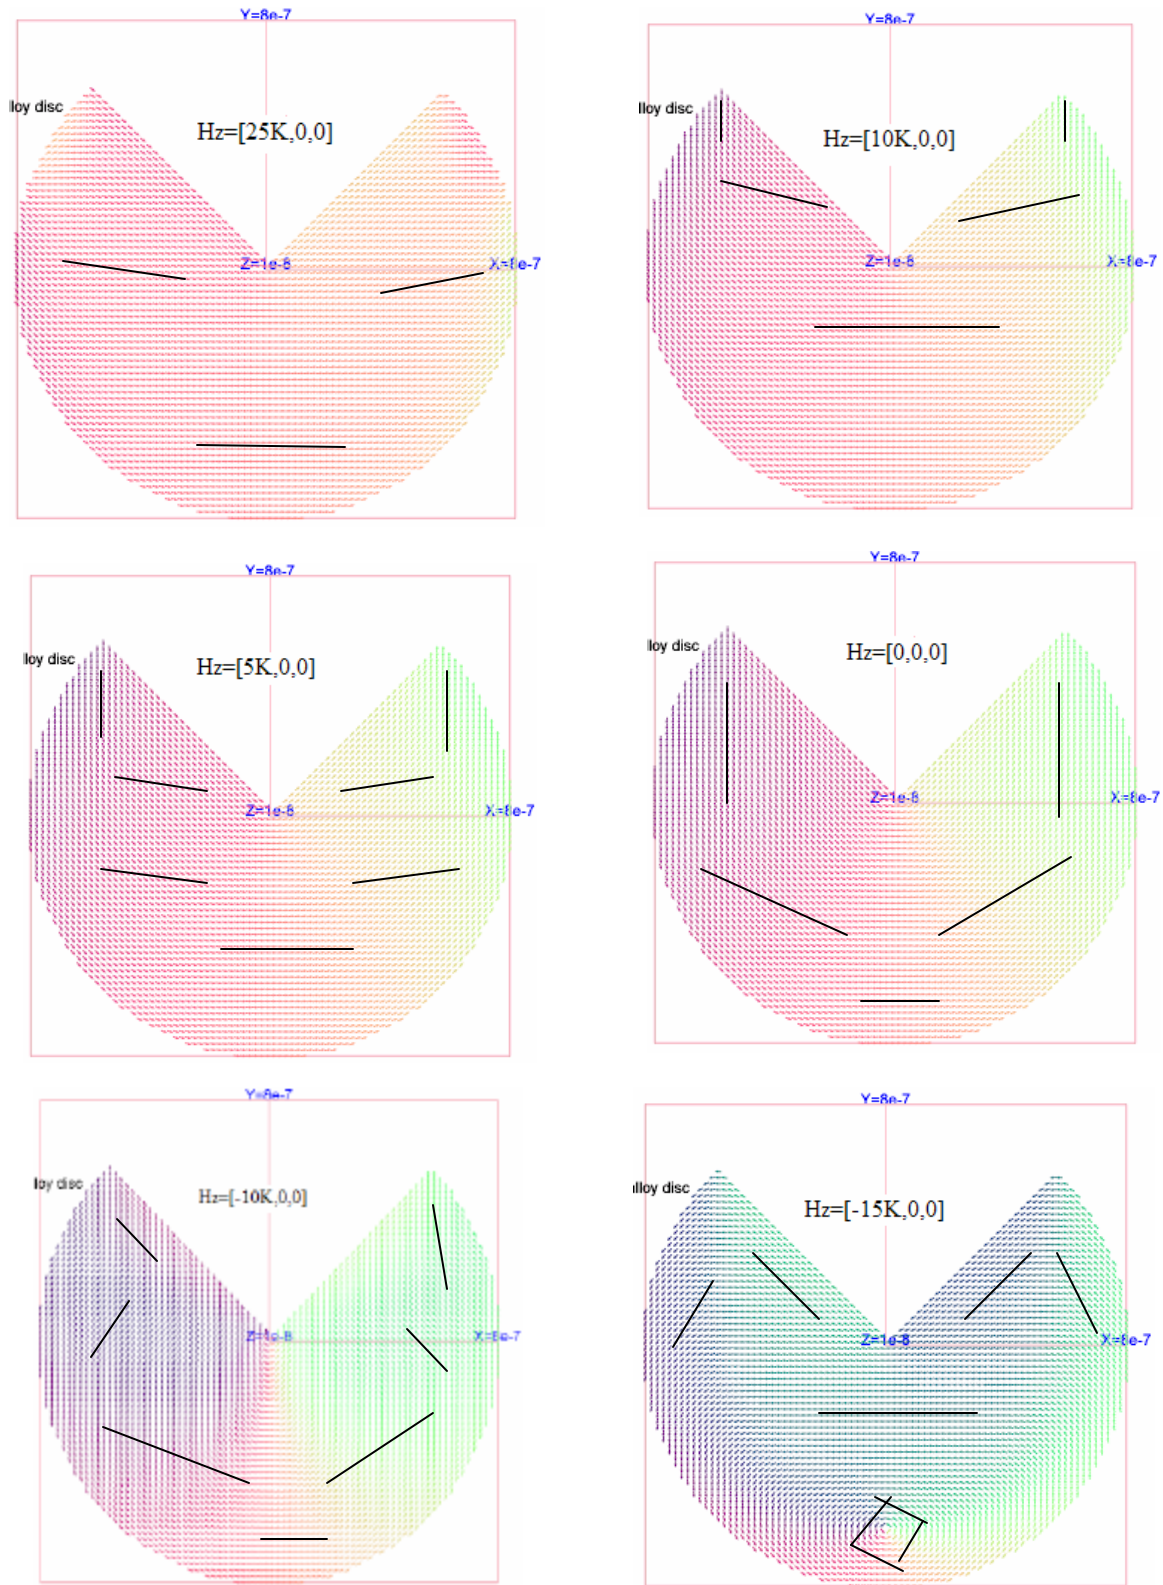 Y=8e-7
lloy disc
Hz=[25K,0,0]
Z=1e-8
X=8e-7
Y=8e-7
lloy disc
Hz=[10K,0,0]
Z=1e-8
X=8e-7
Y=8e-7
lloy disc
Hz=[5K,0,0]
Z=1e-8
X=8e-7
Y=8e-7
lloy disc
Hz=[0,0,0]
Z=1e-8
X=8e-7
Y=8e-7
loy disc
Hz=[-10K,0,0]
Z=1e-8
X=8e-7
Y=8e-7
alloy disc
Hz=[-15K,0,0]
Z=1e-8
X=8e-7